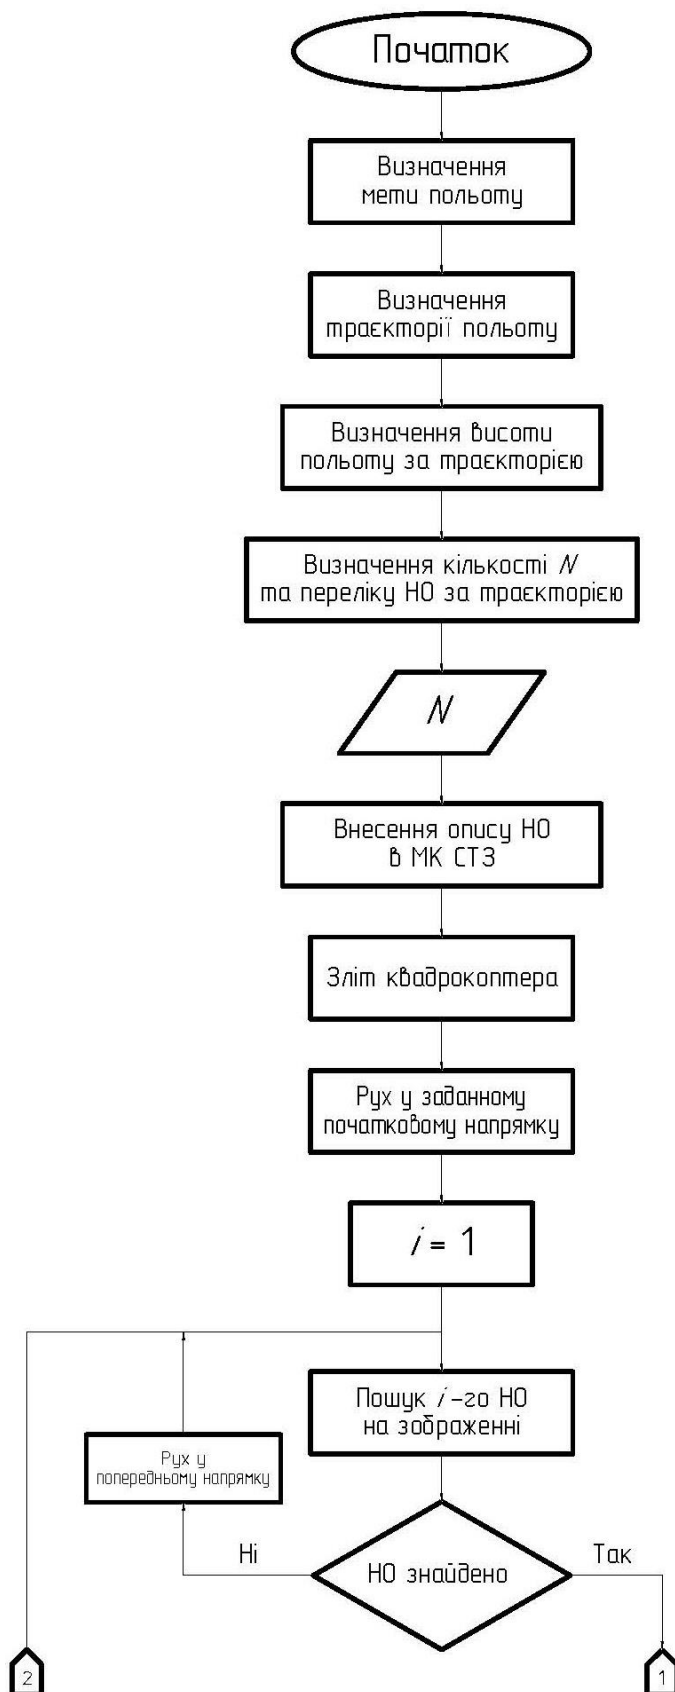 Початок
Визначення
мети польоту
Визначення
траєкторії польоту
Визначення висоти
польоту за траєкторією
Визначення кількості N
та переліку НО за траєкторією
N
Внесення опису НО
в МК СТЗ
Зліт квадрокоптера
Рух у заданному
початковому напрямку
i = 1
Пошук i-го НО
на зображенні
Рух у
попередньому напрямку
Ні
НО знайдено
Так
2
1